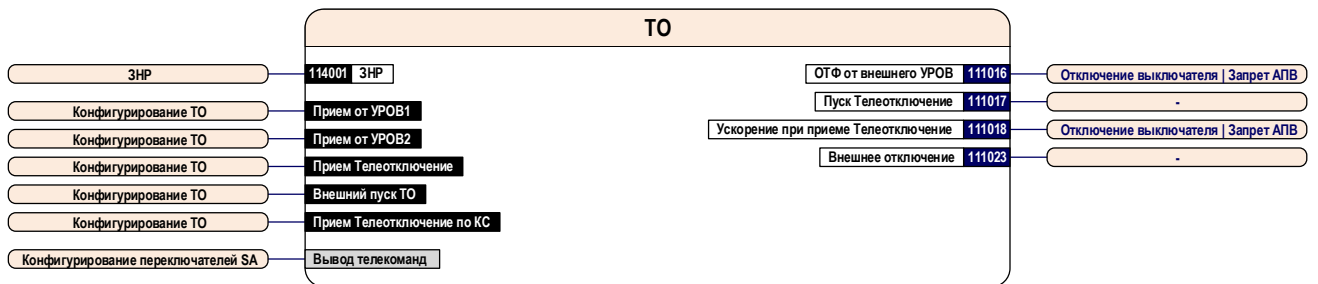 ТО
ЗНР 114001 ЗНР ОТФ от внешнего УРОВ 111016 Отключение выключателя | Запрет АПВ
Пуск Телеотключение 111017 -
Конфигурирование ТО Прием от УРОВ1
Ускорение при приеме Телеотключение 111018 Отключение выключателя | Запрет АПВ
Конфигурирование ТО Прием от УРОВ2
Внешнее отключение 111023 -
Конфигурирование ТО Прием Телеотключение
Конфигурирование ТО Внешний пуск ТО
Конфигурирование ТО Прием Телеотключение по КС
Конфигурирование переключателей SA Вывод телекоманд